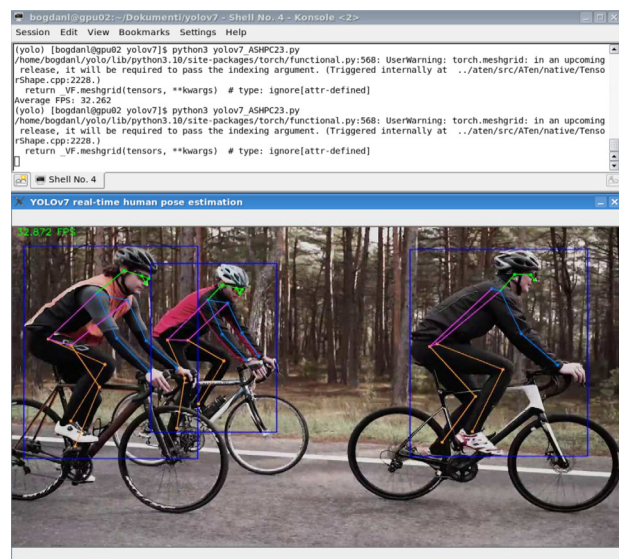 bogdanl@gpu02:~/Dokumenti/yolov7 - Shell No. 4 - Konsole <2>
Session Edit View Bookmarks Settings Help
(yolo) [bogdanl@gpu02 yolov7]$ python3 yolov7_ASHPC23.py
/home/bogdanl/yolo/lib/python3.10/site-packages/torch/functional.py:568: UserWarning: torch.meshgrid: in an upcoming
 release, it will be required to pass the indexing argument. (Triggered internally at  ../aten/src/ATen/native/Tenso
rShape.cpp:2228.)
  return _VF.meshgrid(tensors, **kwargs)  # type: ignore[attr-defined]
Average FPS: 32.262
(yolo) [bogdanl@gpu02 yolov7]$ python3 yolov7_ASHPC23.py
/home/bogdanl/yolo/lib/python3.10/site-packages/torch/functional.py:568: UserWarning: torch.meshgrid: in an upcoming
 release, it will be required to pass the indexing argument. (Triggered internally at  ../aten/src/ATen/native/Tenso
rShape.cpp:2228.)
  return _VF.meshgrid(tensors, **kwargs)  # type: ignore[attr-defined]
Shell No. 4
YOLOv7 real-time human pose estimation
32.872 FPS